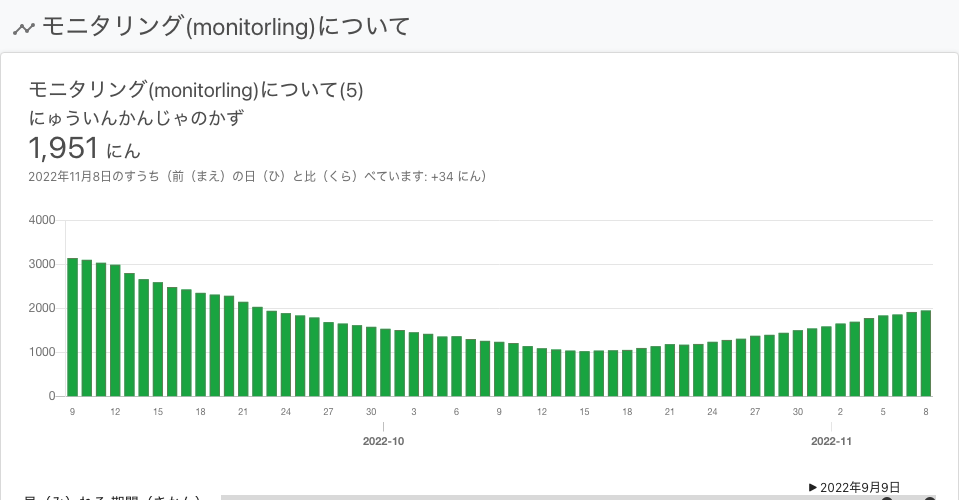 モニタリング(monitorling)について
モニタリング(monitorling)について(5)
にゅういんかんじゃのかず
1,951 にん
2022年11月8日のすうち（前（まえ）の日（ひ）と比（くら）べています: +34 にん）
4000
3000
2000
1000
0
9 12 15 18 21 24 27 30 3 6 9 12 15 18 21 24 27 30 2 5 8
2022-10 2022-11
▶ 2022年9月9日